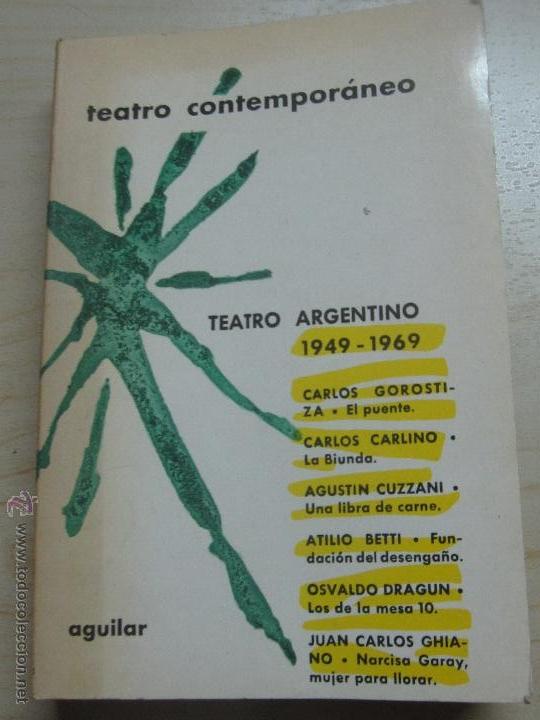 teatro contemporáneo
TEATRO ARGENTINO
1949 - 1969
CARLOS GOROSTI-
ZA • El puente.
CARLOS CARLINO •
La Biunda.
AGUSTIN CUZZANI •
Una libra de carne.
ATILIO BETTI • Fun-
dación del desengaño.
OSVALDO DRAGUN •
Los de la mesa 10.
JUAN CARLOS GHIA-
NO • Narcisa Garay,
mujer para llorar.
aguilar
© www.todocoleccion.net